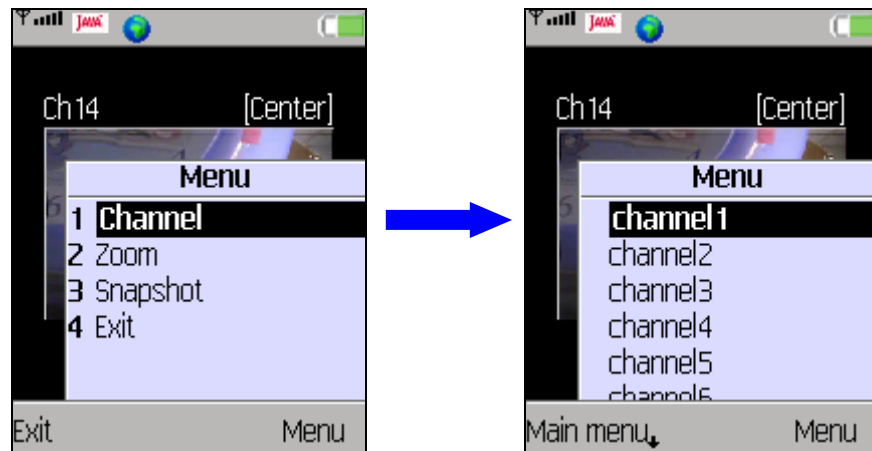 JAVA
Ch14 [Center]
Menu
1 Channel
2 Zoom
3 Snapshot
4 Exit
Exit Menu
JAVA
Ch14 [Center]
Menu
channel1
channel2
channel3
channel4
channel5
channel6
Main menu Menu